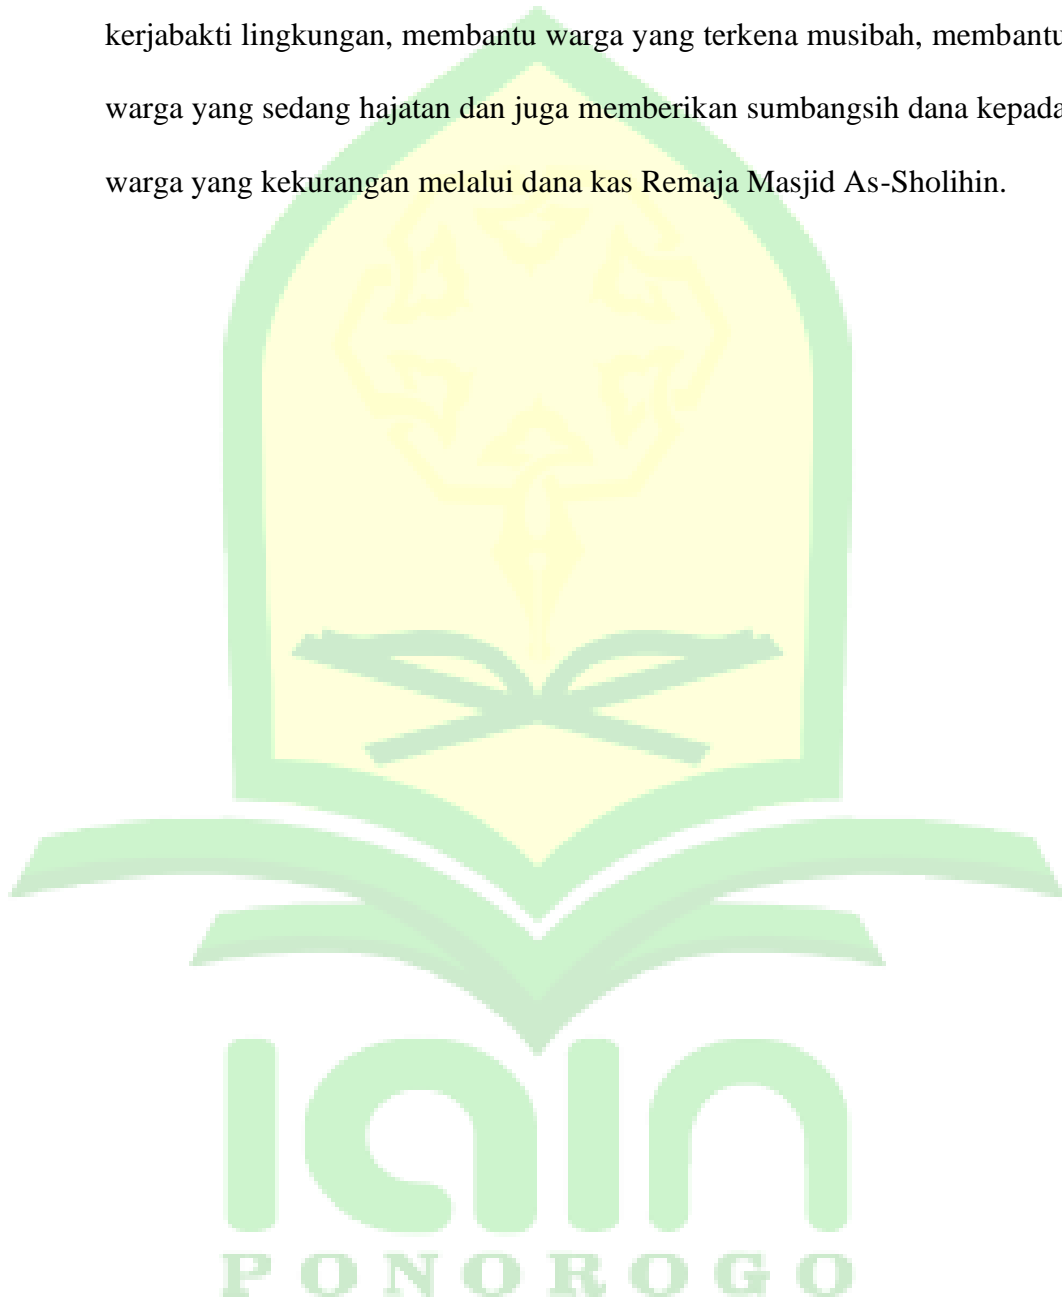 kerjabakti lingkungan, membantu warga yang terkena musibah, membantu
warga yang sedang hajatan dan juga memberikan sumbangsih dana kepada
warga yang kekurangan melalui dana kas Remaja Masjid As-Sholihin.
iain
PONOROGO